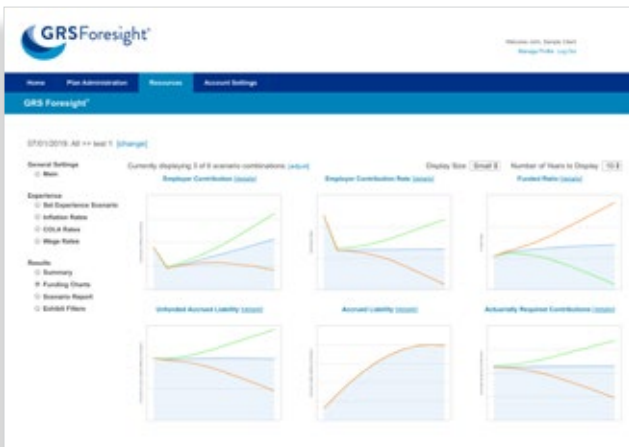 GRSForesight®
Welcome John, Sample Client
Manage Profile Log Out
Home Plan Administration Resources Account Settings
GRS Foresight®
07/01/2019: All >> test 1 [change]
General Settings
Main
Experience
Set Experience Scenario
Inflation Rates
COLA Rates
Wage Rates
Results
Summary
Funding Charts
Scenario Report
Exhibit Filters
Currently displaying 3 of 6 scenario combinations: [adjust]
Display Size Small Number of Years to Display 10
Employer Contribution [details]
Employer Contribution Rate [details]
Funded Ratio [details]
Unfunded Accrued Liability [details]
Accrued Liability [details]
Actuarially Required Contributions [details]